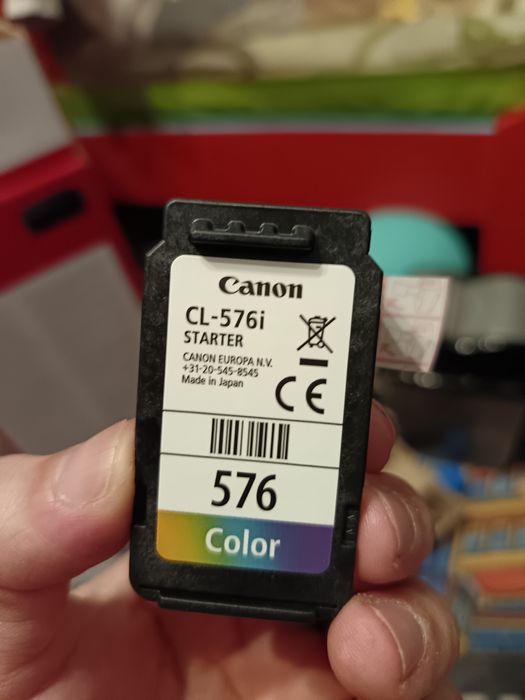 Canon
CL-576i
STARTER
CANON EUROPA N.V.
+31-20-545-8545
Made in Japan
CE
576
Color